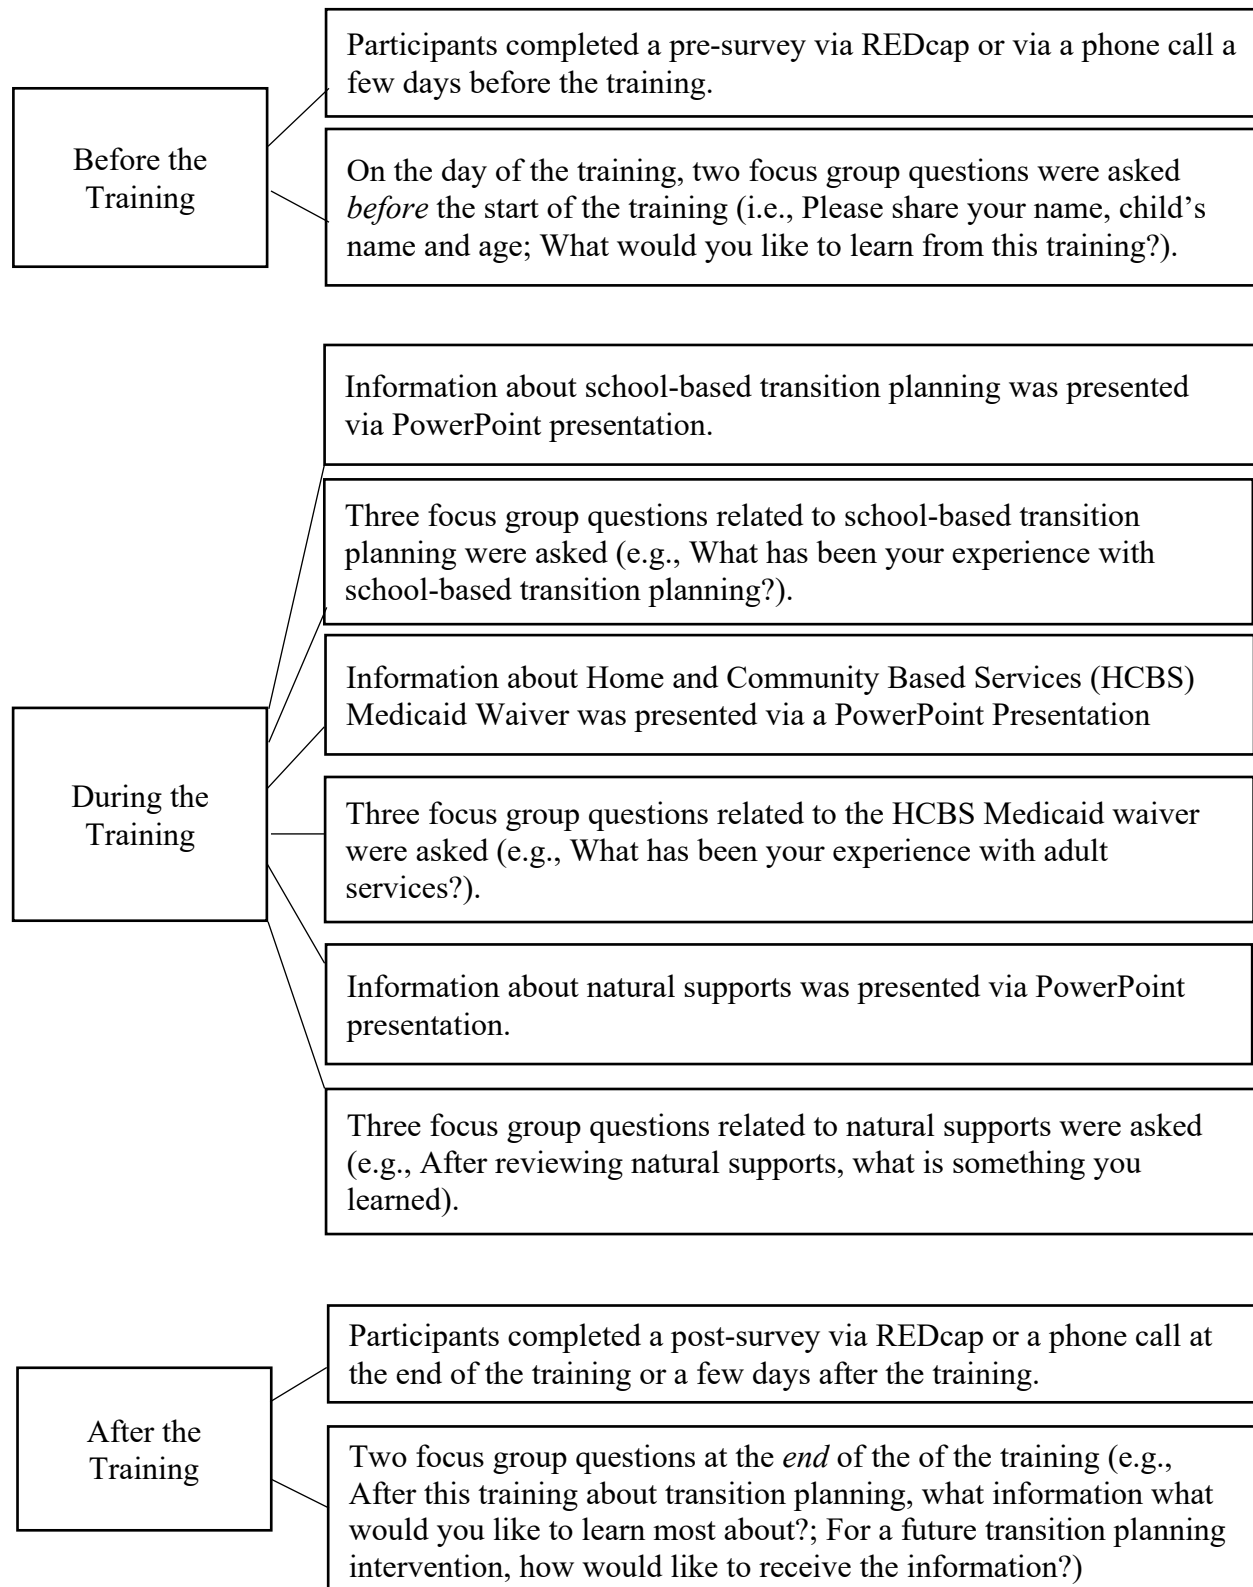 Participants completed a pre-survey via REDcap or via a phone call a
few days before the training.
Before the
Training
On the day of the training, two focus group questions were asked
before the start of the training (i.e., Please share your name, child's
name and age; What would you like to learn from this training?).
Information about school-based transition planning was presented
via PowerPoint presentation.
Three focus group questions related to school-based transition
planning were asked (e.g., What has been your experience with
school-based transition planning?).
Information about Home and Community Based Services (HCBS)
Medicaid Waiver was presented via a PowerPoint Presentation
During the
Training
Three focus group questions related to the HCBS Medicaid waiver
were asked (e.g., What has been your experience with adult
services?).
Information about natural supports was presented via PowerPoint
presentation.
Three focus group questions related to natural supports were asked
(e.g., After reviewing natural supports, what is something you
learned).
Participants completed a post-survey via REDcap or a phone call at
the end of the training or a few days after the training.
After the
Training
Two focus group questions at the end of the of the training (e.g.,
After this training about transition planning, what information what
would you like to learn most about?; For a future transition planning
intervention, how would like to receive the information?)